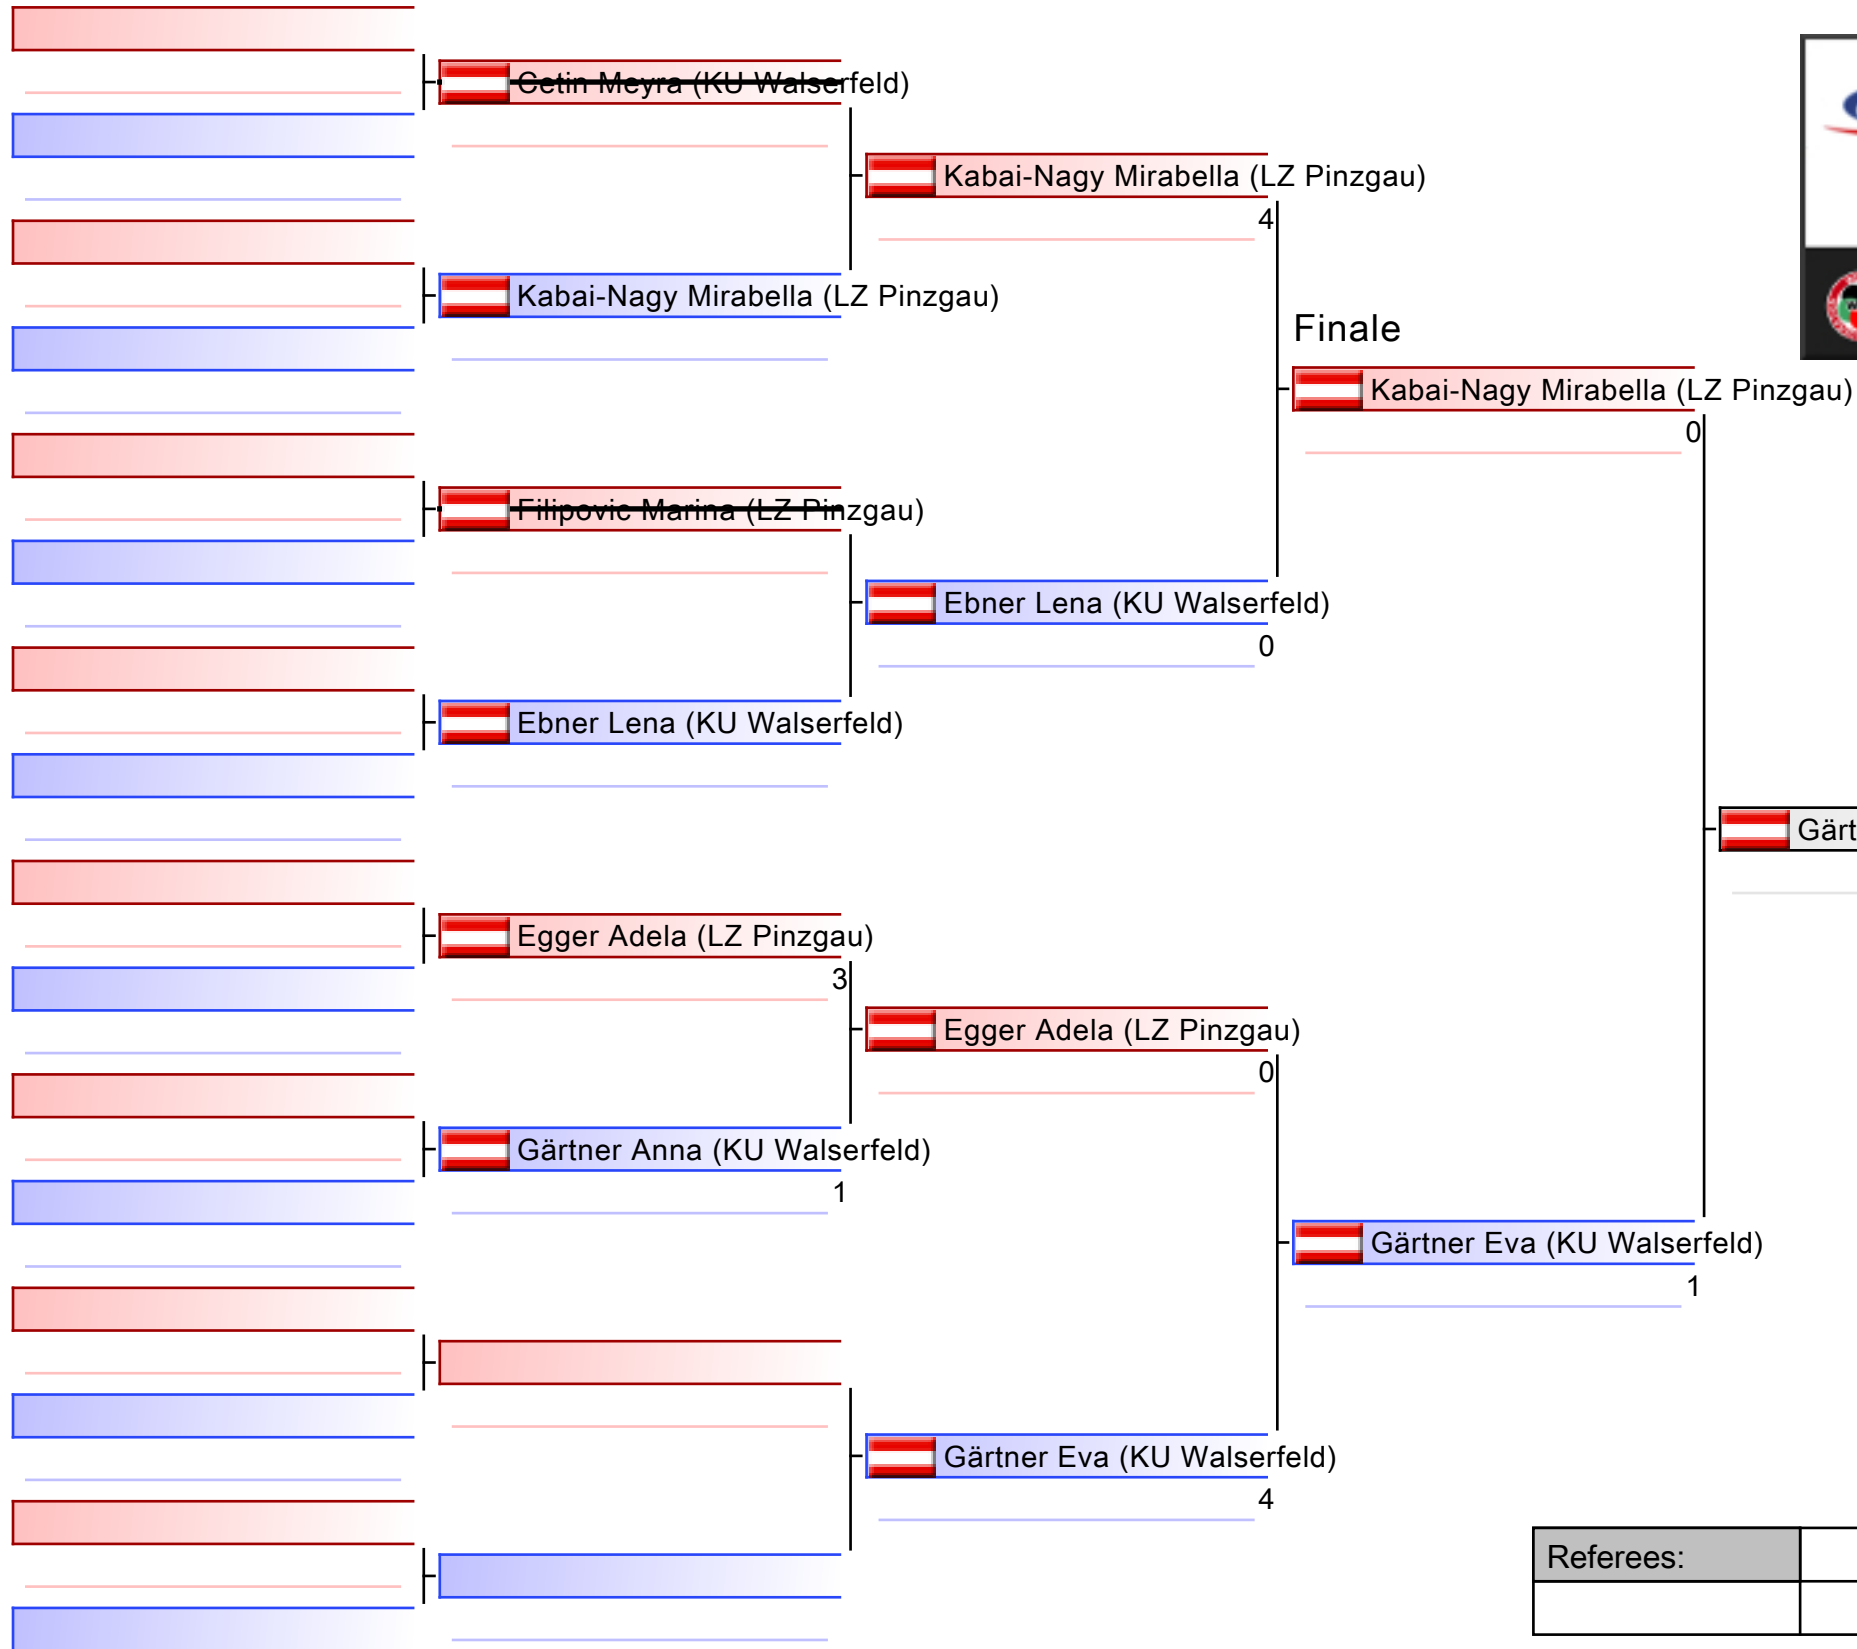 Cetin Meyra (KU Walserfeld)
Kabai-Nagy Mirabella (LZ Pinzgau)
4
Kabai-Nagy Mirabella (LZ Pinzgau)
Finale
Kabai-Nagy Mirabella (LZ Pinzgau)
0
Filipovic Marina (LZ Pinzgau)
Ebner Lena (KU Walserfeld)
0
Ebner Lena (KU Walserfeld)
Gärt
Egger Adela (LZ Pinzgau)
3
Egger Adela (LZ Pinzgau)
0
Gärtner Anna (KU Walserfeld)
1
Gärtner Eva (KU Walserfeld)
1
Gärtner Eva (KU Walserfeld)
4
Referees: